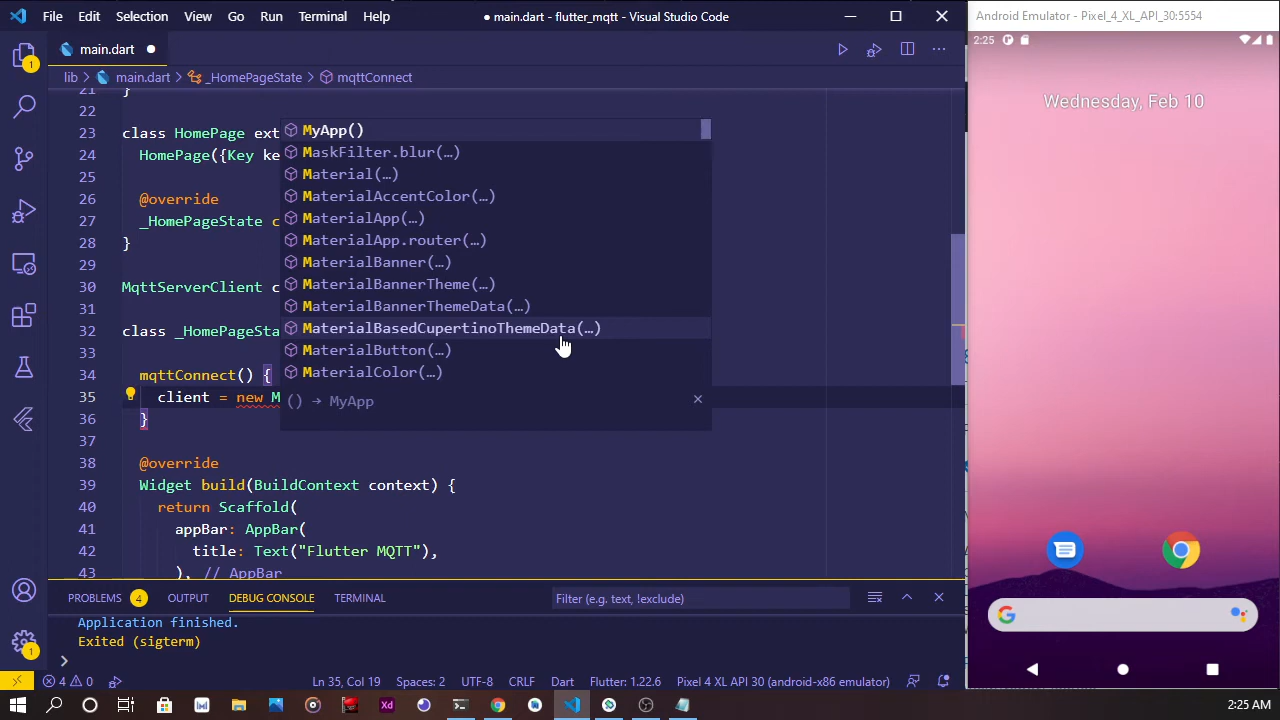 File Edit Selection View Go Run Terminal Help
● main.dart - flutter_mqtt - Visual Studio Code
main.dart ●
lib > main.dart > _HomePageState > mqttConnect
21 }
22
23 class HomePage ext
24 HomePage({Key ke
25
26 @override
27 _HomePageState c
28 }
29
30 MqttServerClient c
31
32 class _HomePageSta
33
34 mqttConnect() {
35 client = new M
36 }
37
38 @override
39 Widget build(BuildContext context) {
40 return Scaffold(
41 appBar: AppBar(
42 title: Text("Flutter MQTT"),
43 ), // AppBar
MyApp()
MaskFilter.blur(…)
Material(…)
MaterialAccentColor(…)
MaterialApp(…)
MaterialApp.router(…)
MaterialBanner(…)
MaterialBannerTheme(…)
MaterialBannerThemeData(…)
MaterialBasedCupertinoThemeData(…)
MaterialButton(…)
MaterialColor(…)
() → MyApp
1
1
PROBLEMS 4 OUTPUT DEBUG CONSOLE TERMINAL
Filter (e.g. text, !exclude)
Application finished.
Exited (sigterm)
>
4 0
Ln 35, Col 19 Spaces: 2 UTF-8 CRLF Dart Flutter: 1.22.6 Pixel 4 XL API 30 (android-x86 emulator)
Xd
2:25 AM
Android Emulator - Pixel_4_XL_API_30:5554
2:25
Wednesday, Feb 10